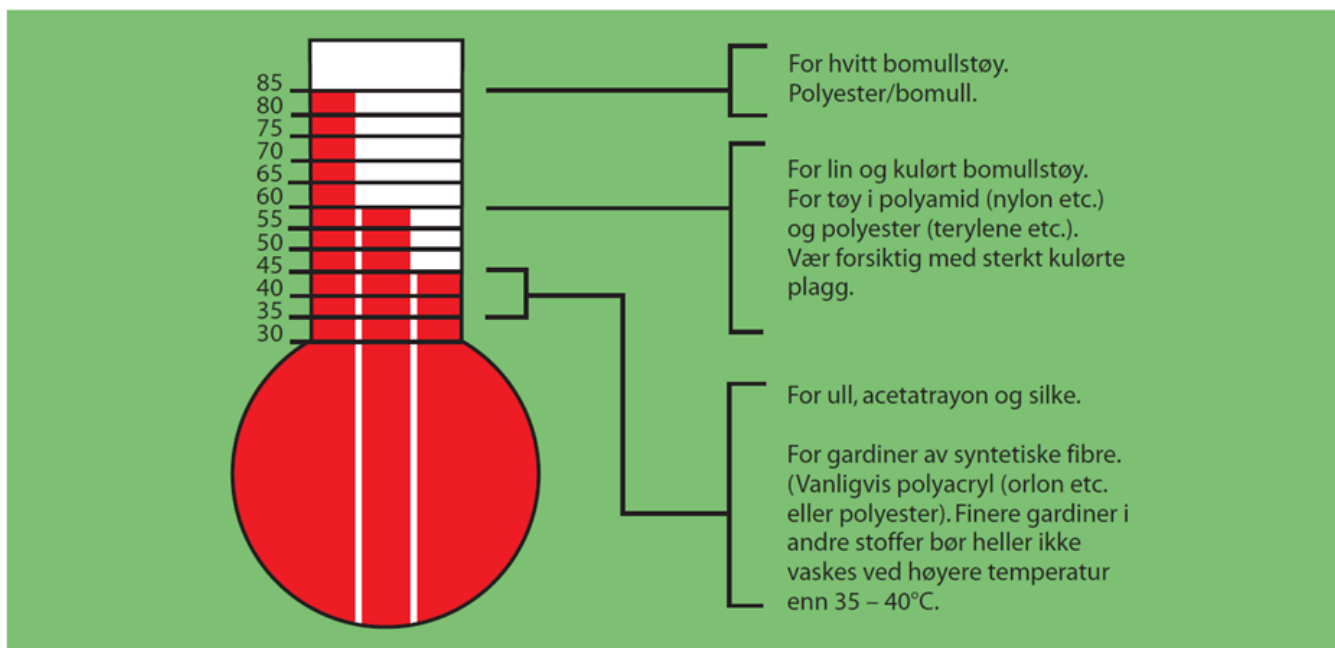 85
80
75
70
65
60
55
50
45
40
35
30
For hvitt bomullstøy.
Polyester/bomull.
For lin og kulørt bomullstøy.
For tøy i polyamid (nylon etc.)
og polyester (terylene etc.).
Vær forsiktig med sterkt kulørte
plagg.
For ull, acetatrayon og silke.
For gardiner av syntetiske fibre.
(Vanligvis polyacryl (orlon etc.
eller polyester). Finere gardiner i
andre stoffer bør heller ikke
vaskes ved høyere temperatur
enn 35 – 40°C.